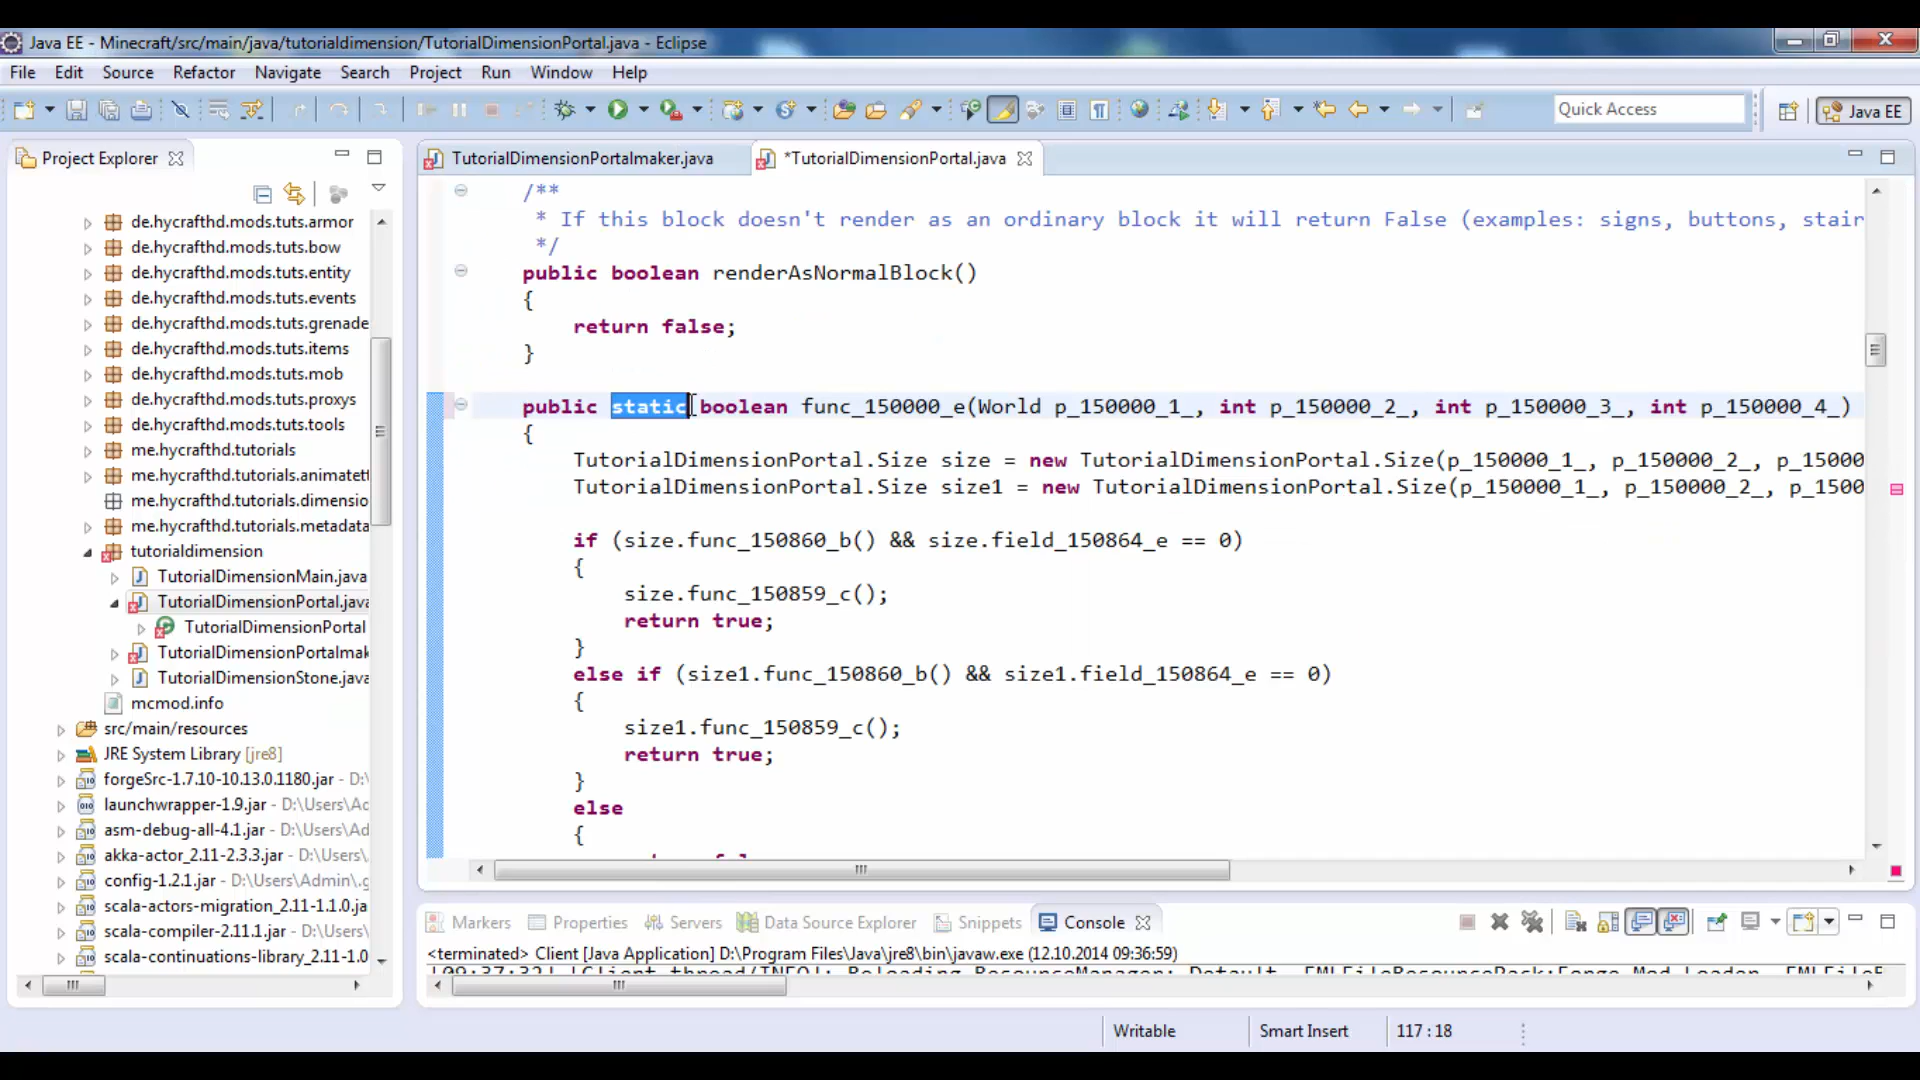 Java EE - Minecraft/src/main/java/tutorialdimension/TutorialDimensionPortal.java - Eclipse
File Edit Source Refactor Navigate Search Project Run Window Help
Quick Access
Java EE
Project Explorer
TutorialDimensionPortalmaker.java
*TutorialDimensionPortal.java
de.hycrafthd.mods.tuts.armor
de.hycrafthd.mods.tuts.bow
de.hycrafthd.mods.tuts.entity
de.hycrafthd.mods.tuts.events
de.hycrafthd.mods.tuts.grenade
de.hycrafthd.mods.tuts.items
de.hycrafthd.mods.tuts.mob
de.hycrafthd.mods.tuts.proxys
de.hycrafthd.mods.tuts.tools
me.hycrafthd.tutorials
me.hycrafthd.tutorials.animatett
me.hycrafthd.tutorials.dimensio
me.hycrafthd.tutorials.metadata
tutorialdimension
TutorialDimensionMain.java
TutorialDimensionPortal.java
TutorialDimensionPortal
TutorialDimensionPortalmak
TutorialDimensionStone.java
mcmod.info
src/main/resources
JRE System Library [jre8]
forgeSrc-1.7.10-10.13.0.1180.jar - D:\
launchwrapper-1.9.jar - D:\Users\Ac
asm-debug-all-4.1.jar - D:\Users\Ad
akka-actor_2.11-2.3.3.jar - D:\Users\
config-1.2.1.jar - D:\Users\Admin\.g
scala-actors-migration_2.11-1.1.0.ja
scala-compiler-2.11.1.jar - D:\Users\
scala-continuations-library_2.11-1.0
/**
* If this block doesn't render as an ordinary block it will return False (examples: signs, buttons, stair
*/
public boolean renderAsNormalBlock()
{
return false;
}
public static boolean func_150000_e(World p_150000_1_, int p_150000_2_, int p_150000_3_, int p_150000_4_)
{
TutorialDimensionPortal.Size size = new TutorialDimensionPortal.Size(p_150000_1_, p_150000_2_, p_15000
TutorialDimensionPortal.Size size1 = new TutorialDimensionPortal.Size(p_150000_1_, p_150000_2_, p_1500
if (size.func_150860_b() && size.field_150864_e == 0)
{
size.func_150859_c();
return true;
}
else if (size1.func_150860_b() && size1.field_150864_e == 0)
{
size1.func_150859_c();
return true;
}
else
{
Markers Properties Servers Data Source Explorer Snippets Console
<terminated> Client [Java Application] D:\Program Files\Java\jre8\bin\javaw.exe (12.10.2014 09:36:59)
Writable Smart Insert 117 : 18